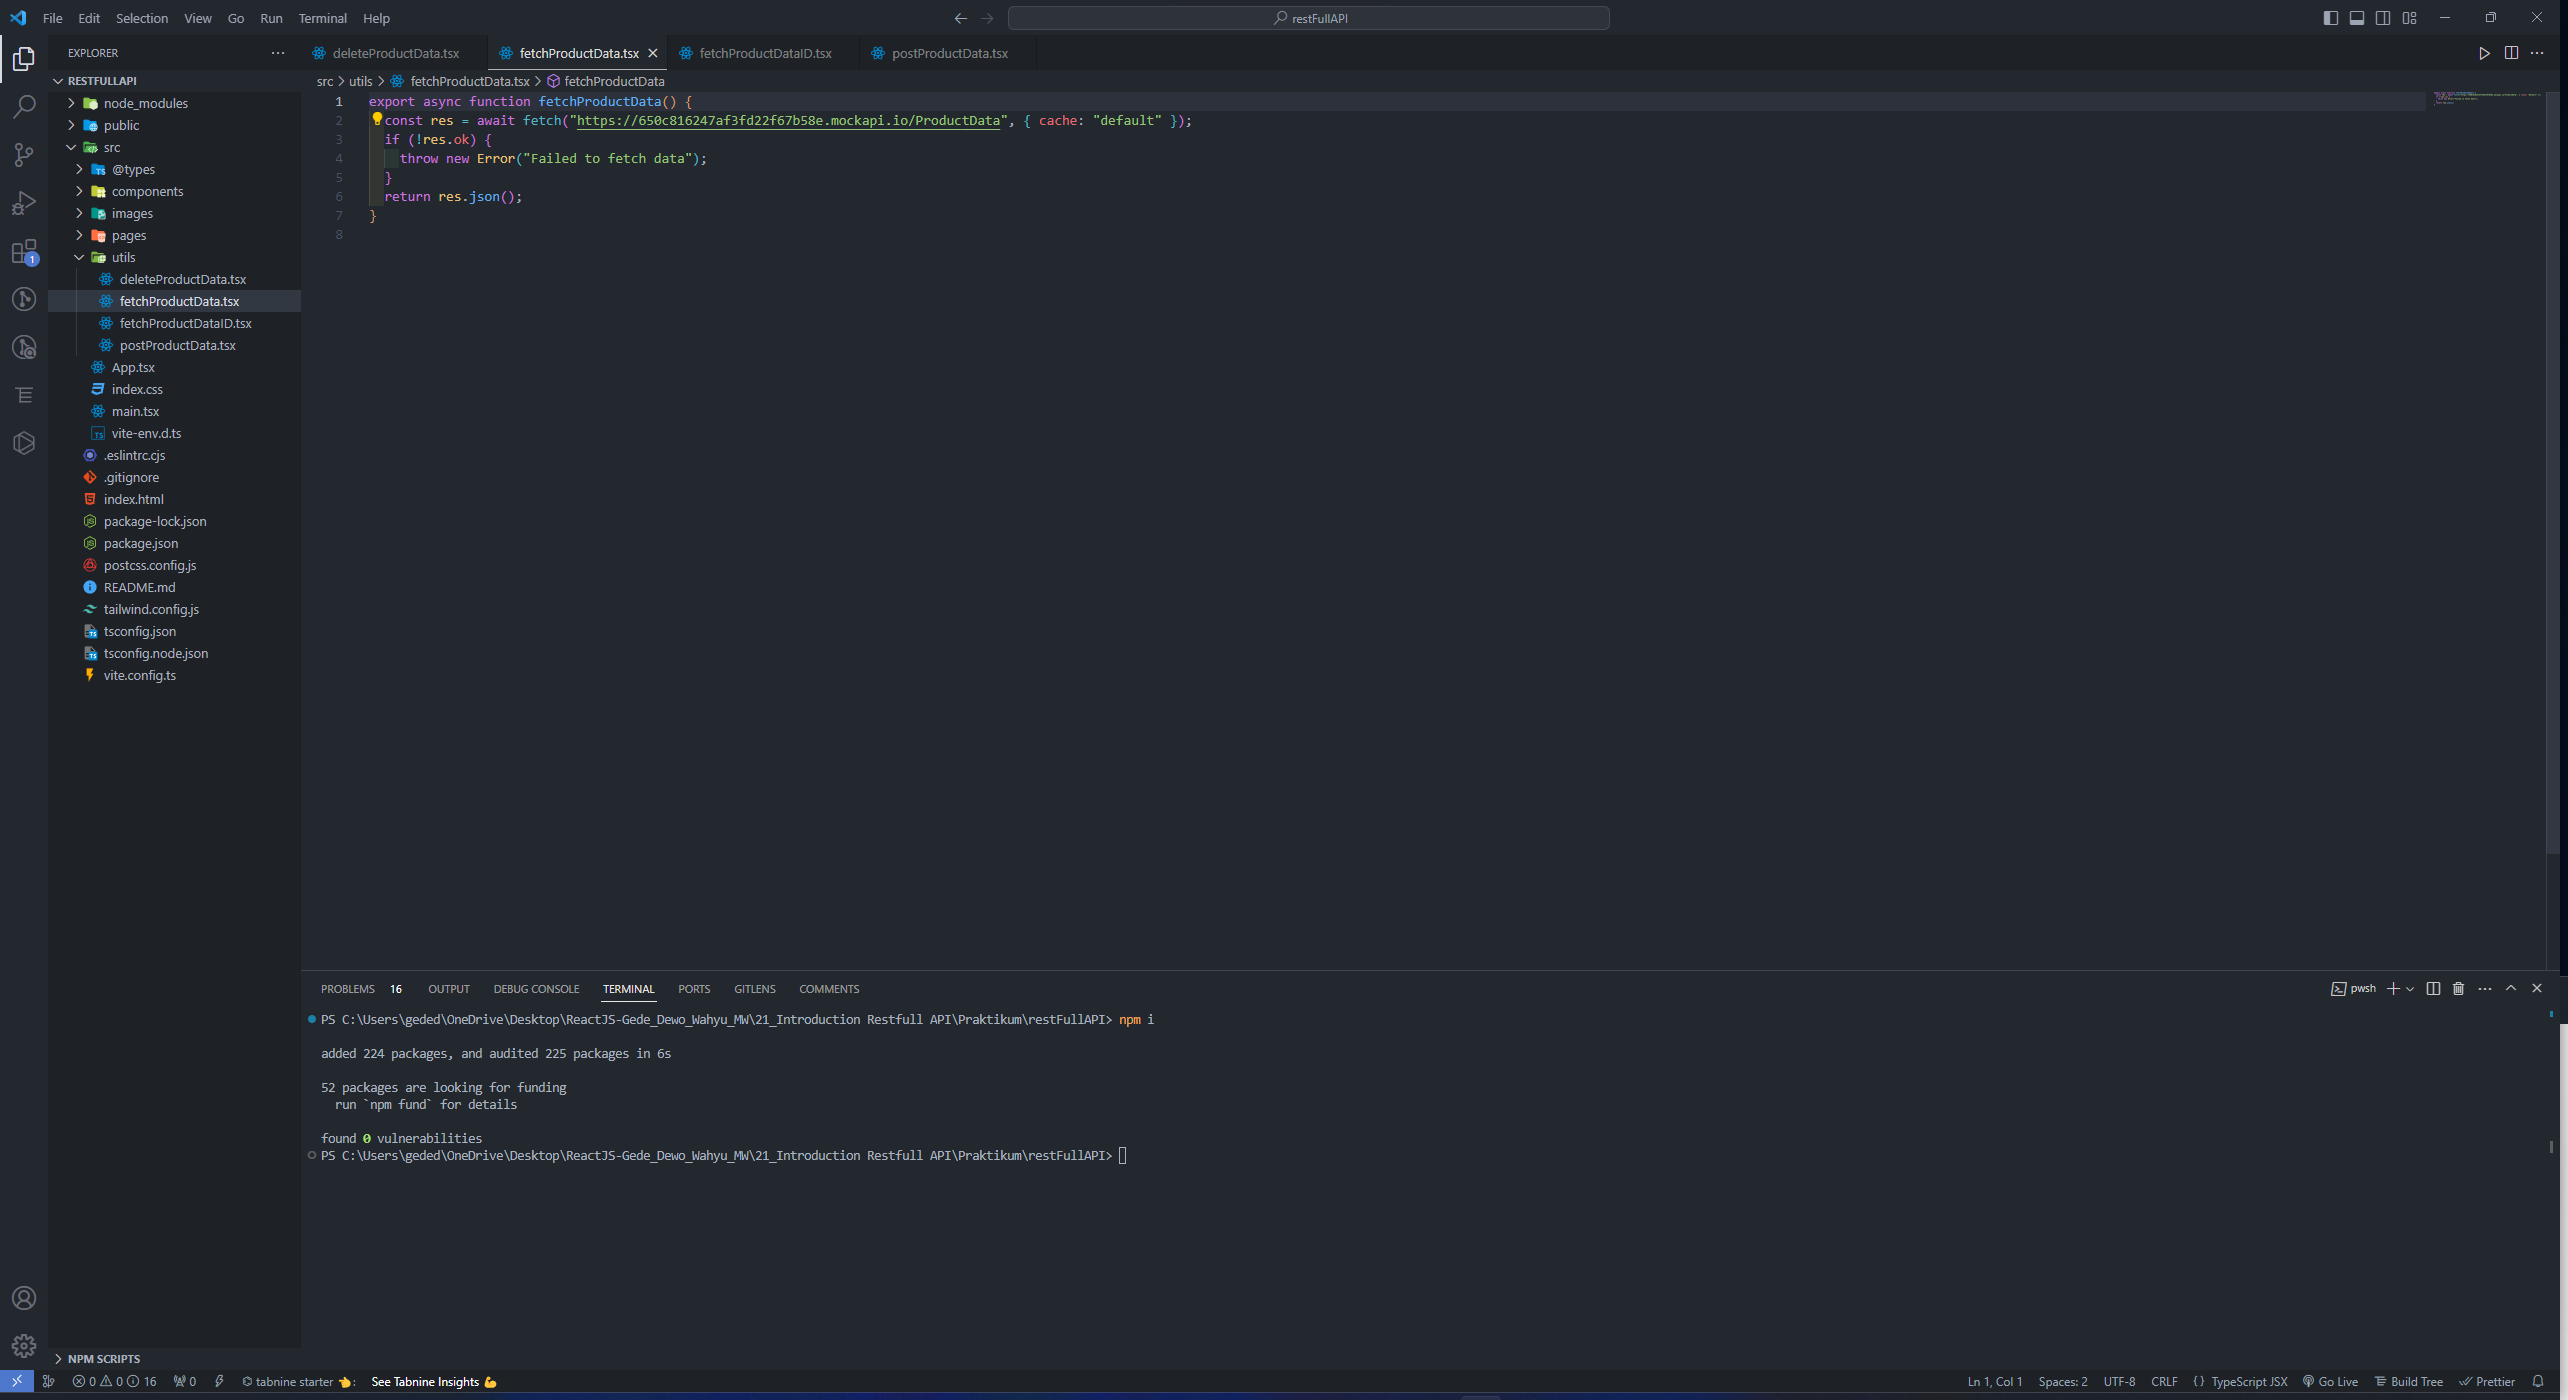 File Edit Selection View Go Run Terminal Help
restFullAPI
EXPLORER
RESTFULLAPI
node_modules
public
src
@types
components
images
pages
utils
deleteProductData.tsx
fetchProductData.tsx
fetchProductDataID.tsx
postProductData.tsx
App.tsx
index.css
main.tsx
vite-env.d.ts
.eslintrc.cjs
.gitignore
index.html
package-lock.json
package.json
postcss.config.js
README.md
tailwind.config.js
tsconfig.json
tsconfig.node.json
vite.config.ts
NPM SCRIPTS
1
deleteProductData.tsx fetchProductData.tsx fetchProductDataID.tsx postProductData.tsx
src > utils > fetchProductData.tsx > fetchProductData
1 export async function fetchProductData() {
2 const res = await fetch("https://650c816247af3fd22f67b58e.mockapi.io/ProductData", { cache: "default" });
3 if (!res.ok) {
4 throw new Error("Failed to fetch data");
5 }
6 return res.json();
7 }
8
PROBLEMS 16 OUTPUT DEBUG CONSOLE TERMINAL PORTS GITLENS COMMENTS
pwsh
PS C:\Users\geded\OneDrive\Desktop\ReactJS-Gede_Dewo_Wahyu_MW\21_Introduction Restfull API\Praktikum\restFullAPI> npm i
added 224 packages, and audited 225 packages in 6s
52 packages are looking for funding
run `npm fund` for details
found 0 vulnerabilities
PS C:\Users\geded\OneDrive\Desktop\ReactJS-Gede_Dewo_Wahyu_MW\21_Introduction Restfull API\Praktikum\restFullAPI>
0 0 16 0 tabnine starter : See Tabnine Insights
Ln 1, Col 1 Spaces: 2 UTF-8 CRLF {} TypeScript JSX Go Live Build Tree Prettier